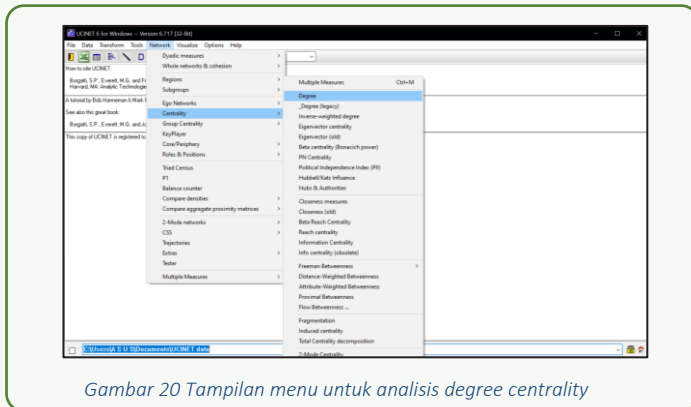 UCINET 6 for Windows -- Version 6.717 (32-Bit)
File Data Transform Tools Network Visualize Options Help
How to cite UCINET:
Borgatti, S.P., Everett, M.G. and
Harvard, MA: Analytic Technologie
A tutorial by Bob Hanneman & Mark
See also this great book:
Borgatti, S.P., Everett, M.G. and Jo
This copy of UCINET is registered to
Dyadic measures
Whole networks & cohesion
Regions
Subgroups
Ego Networks
Centrality
Group Centrality
KeyPlayer
Core/Periphery
Roles & Positions
Triad Census
P1
Balance counter
Compare densities
Compare aggregate proximity matrices
2-Mode networks
CSS
Trajectories
Extras
Tester
Multiple Measures
Multiple Measures Ctrl+M
Degree
_Degree (legacy)
Inverse-weighted degree
Eigenvector centrality
Eigenvector (old)
Beta centrality (Bonacich power)
PN Centrality
Political Independence Index (PII)
Hubbell/Katz Influence
Hubs & Authorities
Closeness measures
Closeness (old)
Beta Reach Centrality
Reach centrality
Information Centrality
Info centrality (obsolete)
Freeman Betweenness
Distance-Weighted Betweenness
Attribute-Weighted Betweenness
Proximal Betweenness
Flow Betweenness ...
Fragmentation
Induced centrality
Total Centrality decomposition
2-Mode Centrality
C:\Users\A S U S\Documents\UCINET data
Gambar 20 Tampilan menu untuk analisis degree centrality